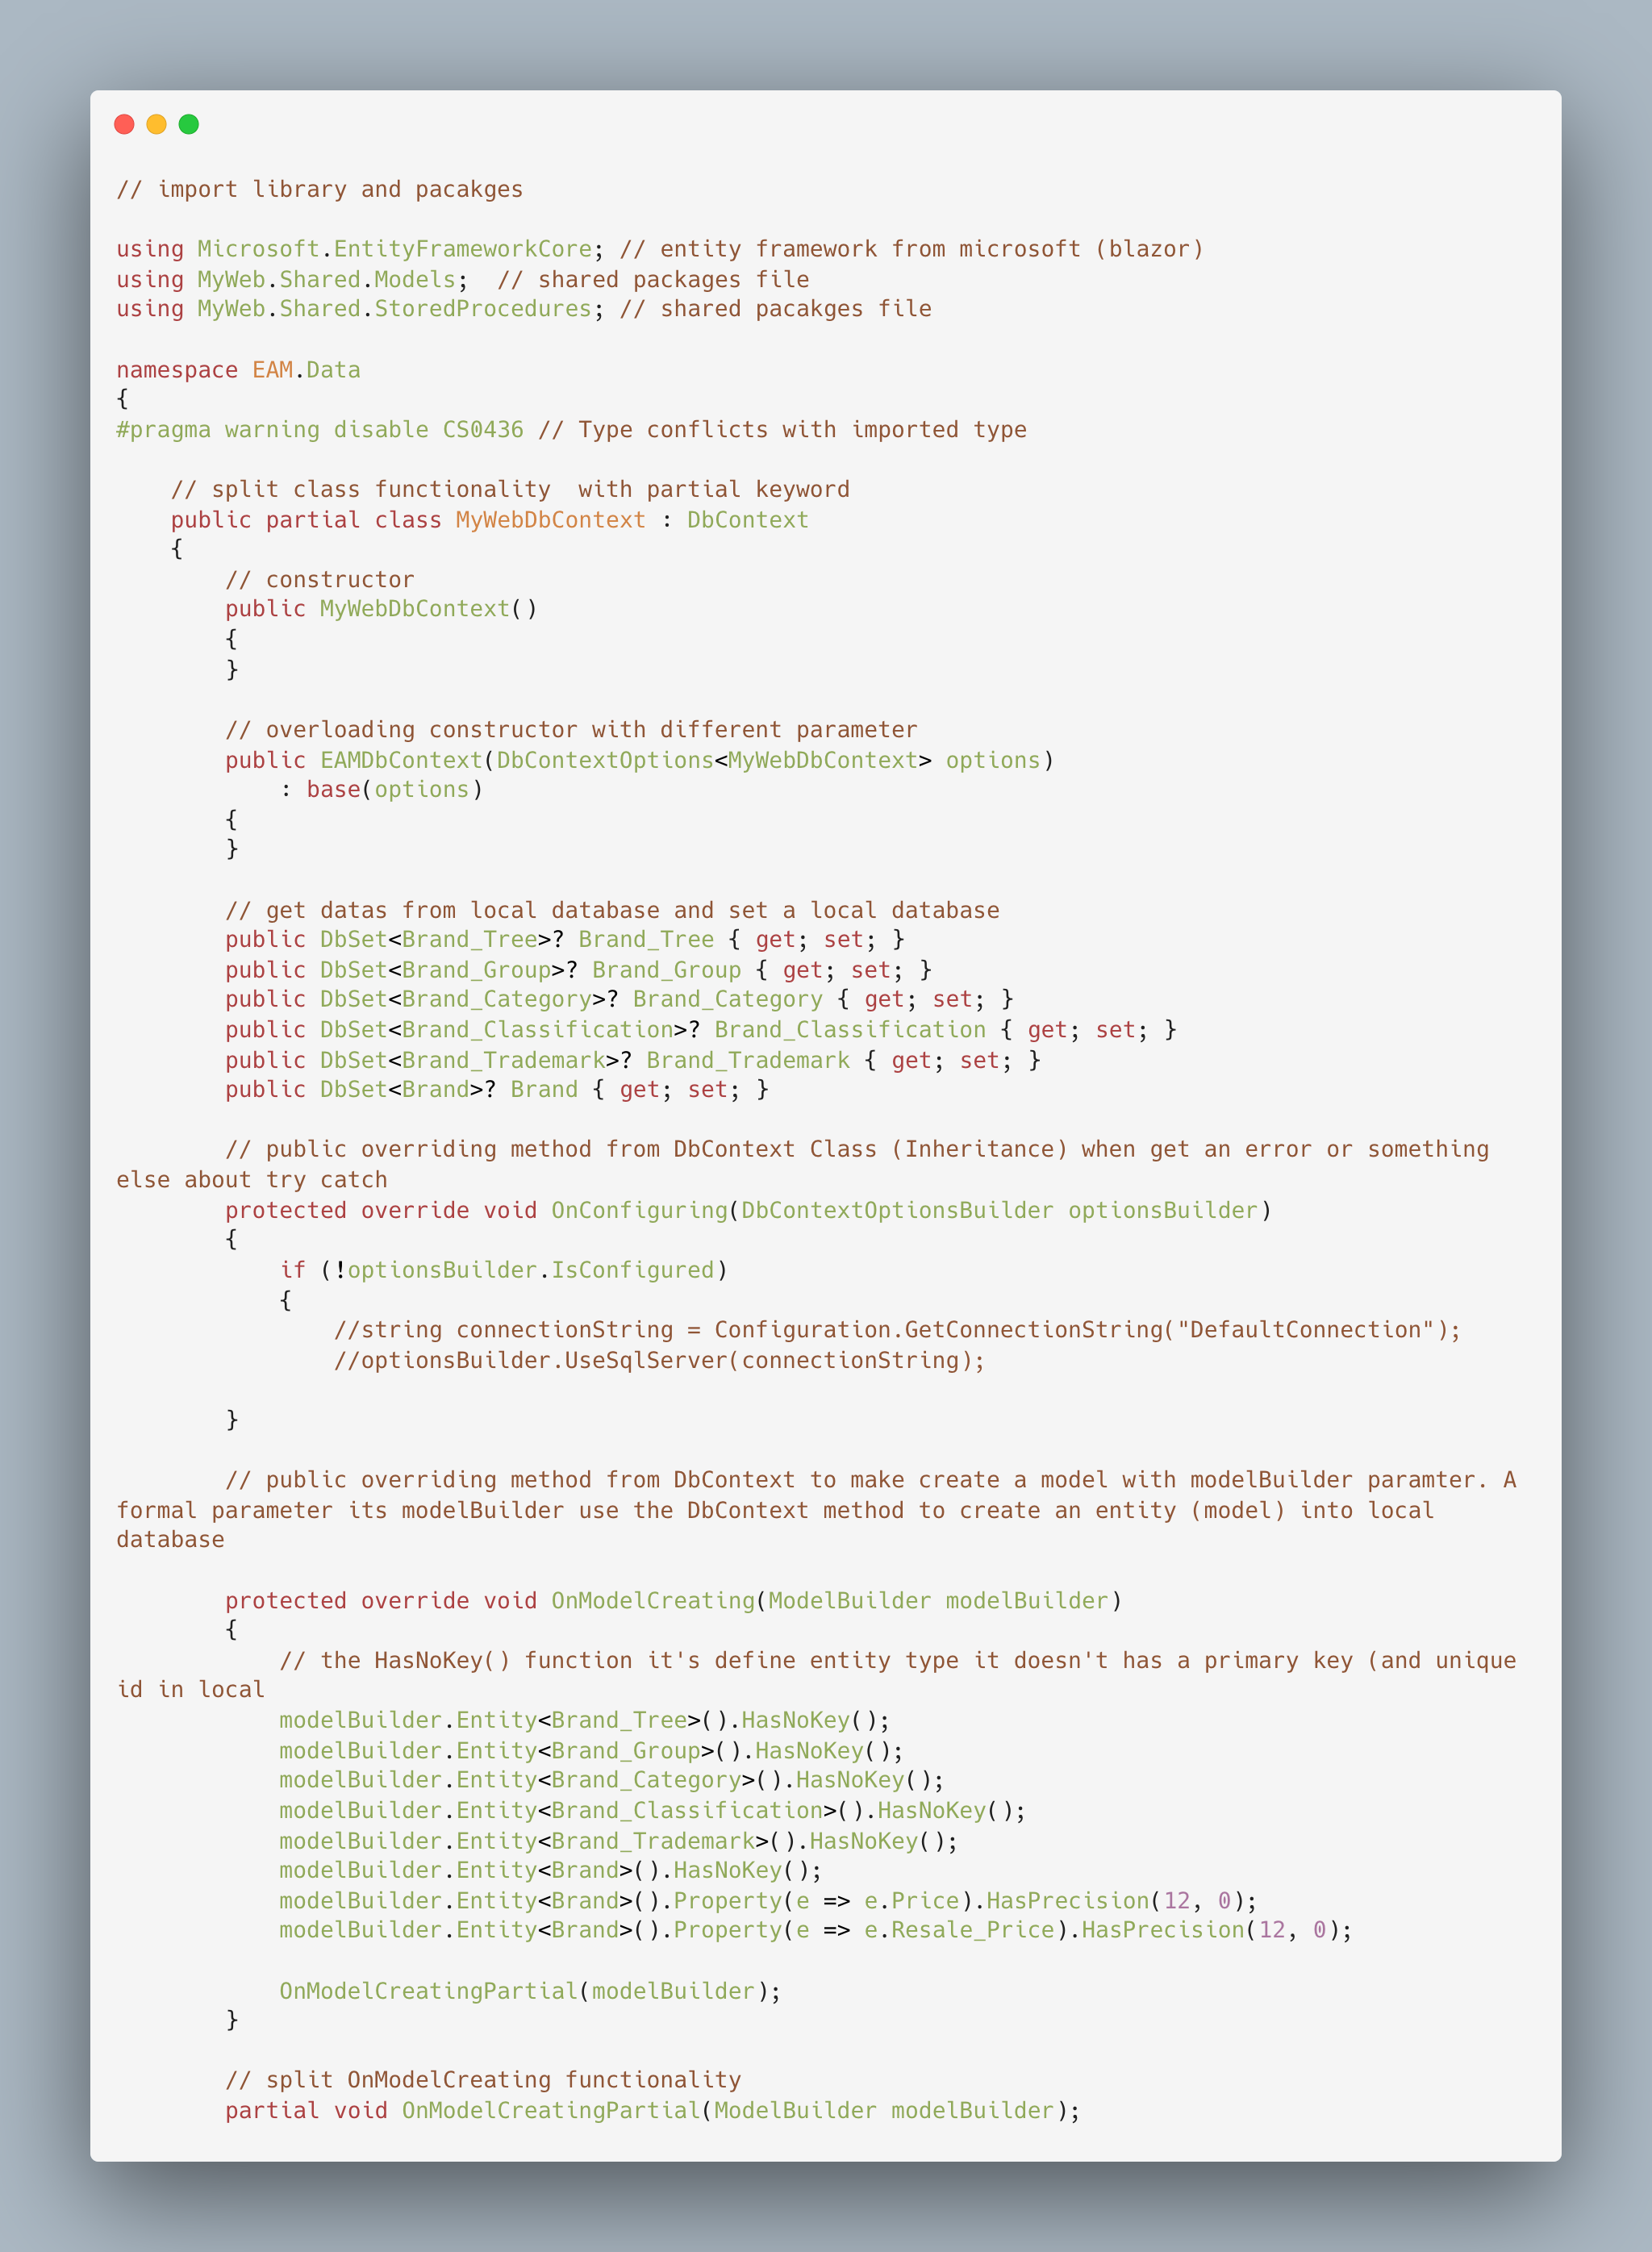 // import library and pacakges

using Microsoft.EntityFrameworkCore; // entity framework from microsoft (blazor)
using MyWeb.Shared.Models;  // shared packages file
using MyWeb.Shared.StoredProcedures; // shared pacakges file

namespace EAM.Data
{
#pragma warning disable CS0436 // Type conflicts with imported type

    // split class functionality  with partial keyword
    public partial class MyWebDbContext : DbContext
    {
        // constructor
        public MyWebDbContext()
        {
        }

        // overloading constructor with different parameter
        public EAMDbContext(DbContextOptions<MyWebDbContext> options)
            : base(options)
        {
        }

        // get datas from local database and set a local database
        public DbSet<Brand_Tree>? Brand_Tree { get; set; }
        public DbSet<Brand_Group>? Brand_Group { get; set; }
        public DbSet<Brand_Category>? Brand_Category { get; set; }
        public DbSet<Brand_Classification>? Brand_Classification { get; set; }
        public DbSet<Brand_Trademark>? Brand_Trademark { get; set; }
        public DbSet<Brand>? Brand { get; set; }

        // public overriding method from DbContext Class (Inheritance) when get an error or something
else about try catch
        protected override void OnConfiguring(DbContextOptionsBuilder optionsBuilder)
        {
            if (!optionsBuilder.IsConfigured)
            {
                //string connectionString = Configuration.GetConnectionString("DefaultConnection");
                //optionsBuilder.UseSqlServer(connectionString);

        }

        // public overriding method from DbContext to make create a model with modelBuilder paramter. A
formal parameter its modelBuilder use the DbContext method to create an entity (model) into local
database

        protected override void OnModelCreating(ModelBuilder modelBuilder)
        {
            // the HasNoKey() function it's define entity type it doesn't has a primary key (and unique
id in local
            modelBuilder.Entity<Brand_Tree>().HasNoKey();
            modelBuilder.Entity<Brand_Group>().HasNoKey();
            modelBuilder.Entity<Brand_Category>().HasNoKey();
            modelBuilder.Entity<Brand_Classification>().HasNoKey();
            modelBuilder.Entity<Brand_Trademark>().HasNoKey();
            modelBuilder.Entity<Brand>().HasNoKey();
            modelBuilder.Entity<Brand>().Property(e => e.Price).HasPrecision(12, 0);
            modelBuilder.Entity<Brand>().Property(e => e.Resale_Price).HasPrecision(12, 0);

            OnModelCreatingPartial(modelBuilder);
        }

        // split OnModelCreating functionality
        partial void OnModelCreatingPartial(ModelBuilder modelBuilder);